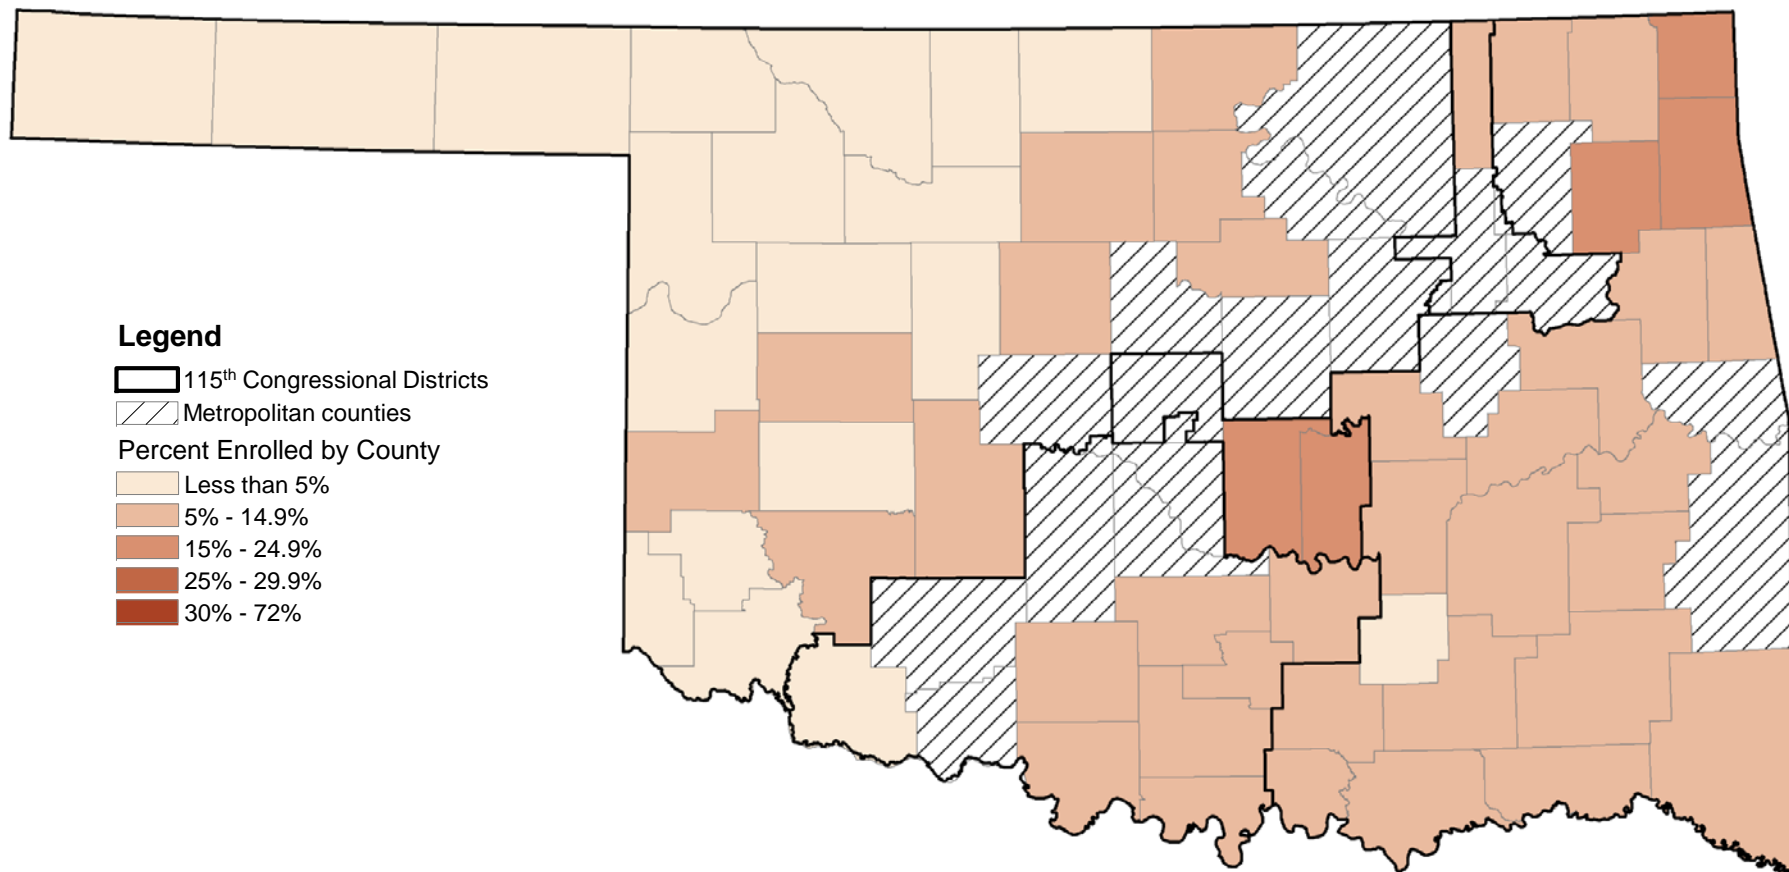 Legend
115th Congressional Districts
Metropolitan counties
Percent Enrolled by County
Less than 5%
5% - 14.9%
15% - 24.9%
25% - 29.9%
30% - 72%